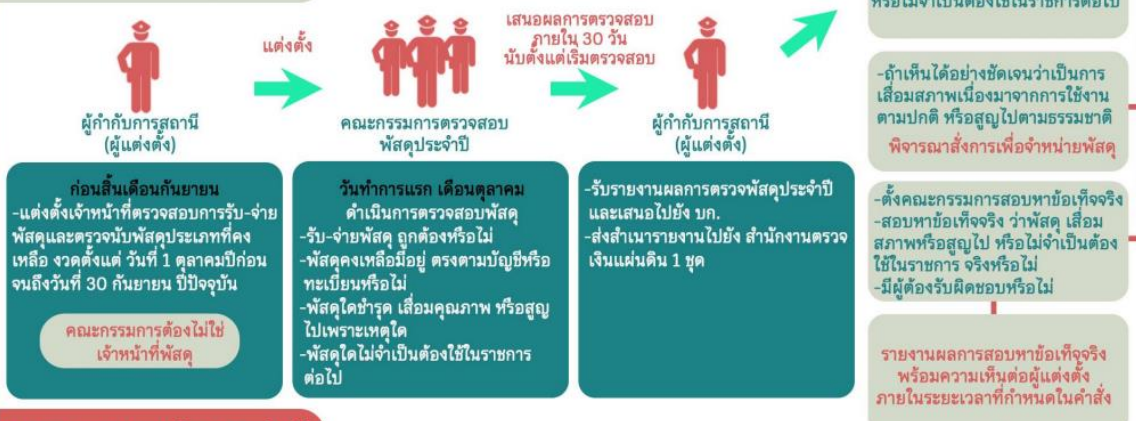 หรือไม่จำเป็นต้องใช้ในราชการต่อไป
แต่งตั้ง
เสนอผลการตรวจสอบ
ภายใน 30 วัน
นับตั้งแต่เริ่มตรวจสอบ
ผู้กำกับการสถานี
(ผู้แต่งตั้ง)
คณะกรรมการตรวจสอบ
พัสดุประจำปี
ผู้กำกับการสถานี
(ผู้แต่งตั้ง)
ก่อนสิ้นเดือนกันยายน
-แต่งตั้งเจ้าหน้าที่ตรวจสอบการรับ-จ่าย
พัสดุและตรวจนับพัสดุประเภทที่คง
เหลือ งวดตั้งแต่ วันที่ 1 ตุลาคมปีก่อน
จนถึงวันที่ 30 กันยายน ปีปัจจุบัน
คณะกรรมการต้องไม่ใช่
เจ้าหน้าที่พัสดุ
วันทำการแรก เดือนตุลาคม
ดำเนินการตรวจสอบพัสดุ
-รับ-จ่ายพัสดุ ถูกต้องหรือไม่
-พัสดุคงเหลือมีอยู่ ตรงตามบัญชีหรือ
ทะเบียนหรือไม่
-พัสดุใดชำรุด เสื่อมคุณภาพ หรือสูญ
ไปเพราะเหตุใด
-พัสดุใดไม่จำเป็นต้องใช้ในราชการ
ต่อไป
-รับรายงานผลการตรวจพัสดุประจำปี
และเสนอไปยัง บก.
-ส่งสำเนารายงานไปยัง สำนักงานตรวจ
เงินแผ่นดิน 1 ชุด
-ถ้าเห็นได้อย่างชัดเจนว่าเป็นการ
เสื่อมสภาพเนื่องมาจากการใช้งาน
ตามปกติ หรือสูญไปตามธรรมชาติ
พิจารณาสั่งการเพื่อจำหน่ายพัสดุ
-ตั้งคณะกรรมการสอบหาข้อเท็จจริง
-สอบหาข้อเท็จจริง ว่าพัสดุ เสื่อม
สภาพหรือสูญไป หรือไม่จำเป็นต้อง
ใช้ในราชการ จริงหรือไม่
-มีผู้ต้องรับผิดชอบหรือไม่
รายงานผลการสอบหาข้อเท็จจริง
พร้อมความเห็นต่อผู้แต่งตั้ง
ภายในระยะเวลาที่กำหนดในคำสั่ง